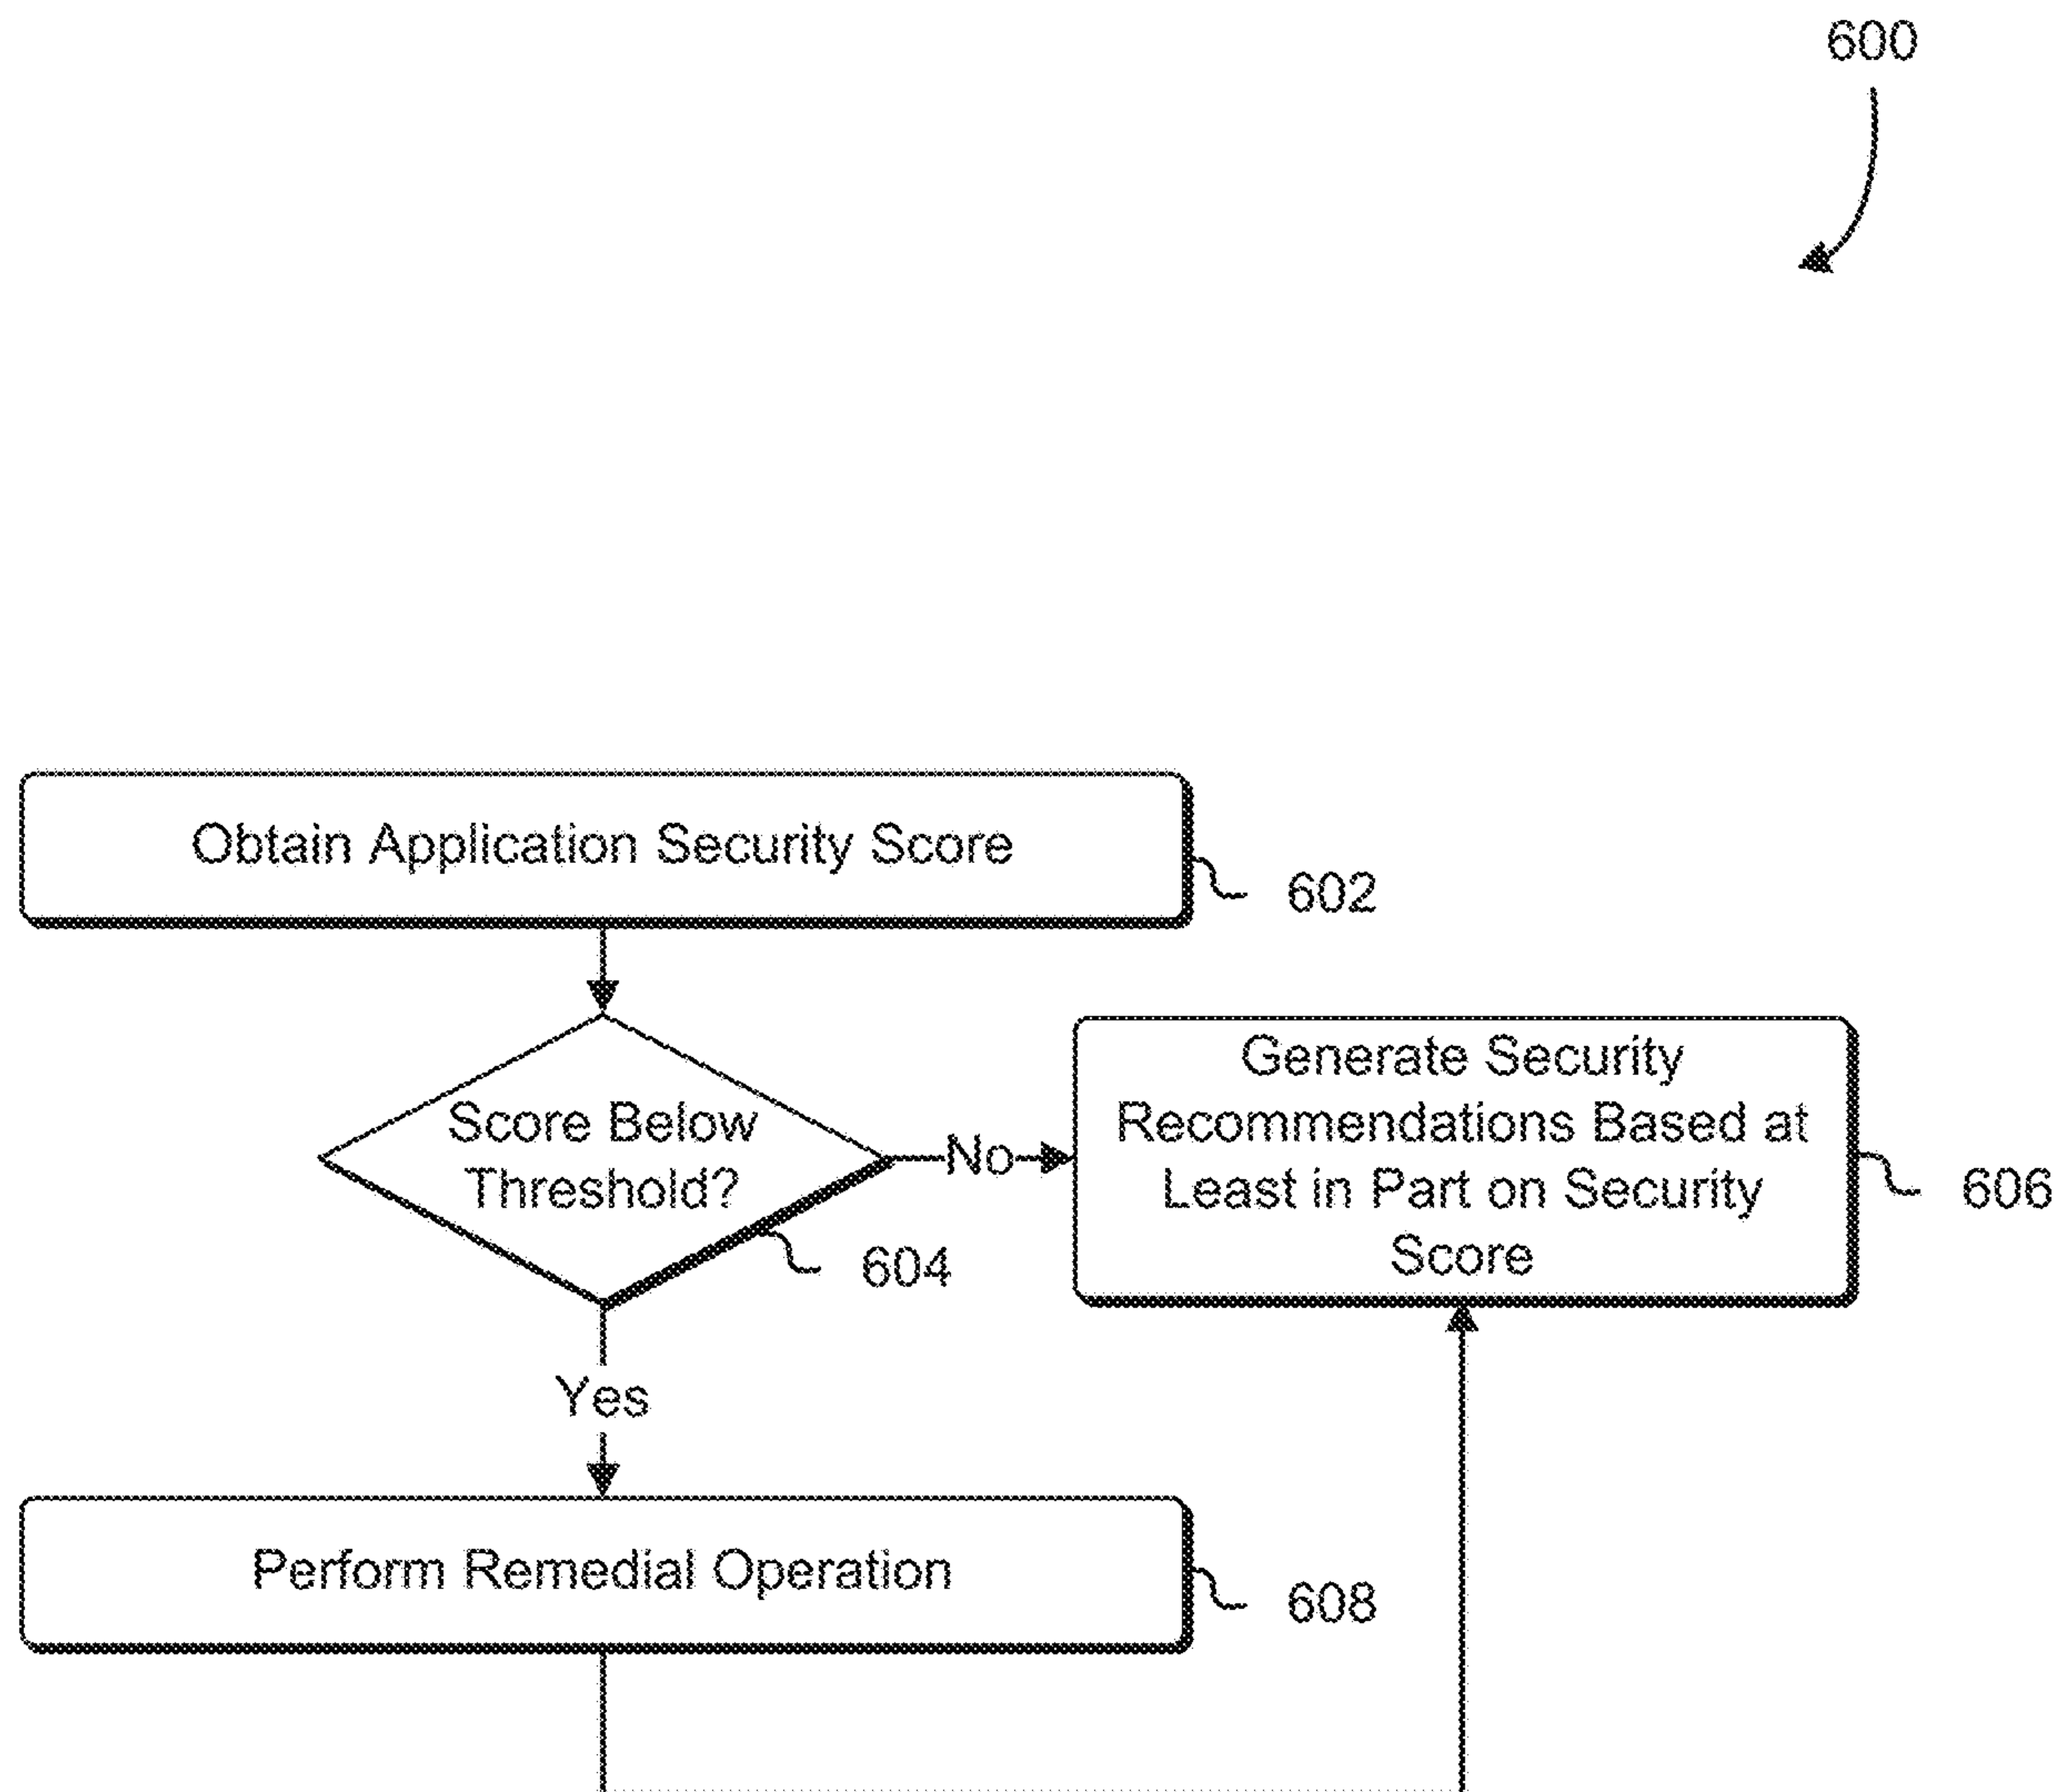 600
Obtain Application Security Score
602
Score Below
Threshold?
604
No
Generate Security
Recommendations Based at
Least in Part on Security
Score
606
Yes
Perform Remedial Operation
608